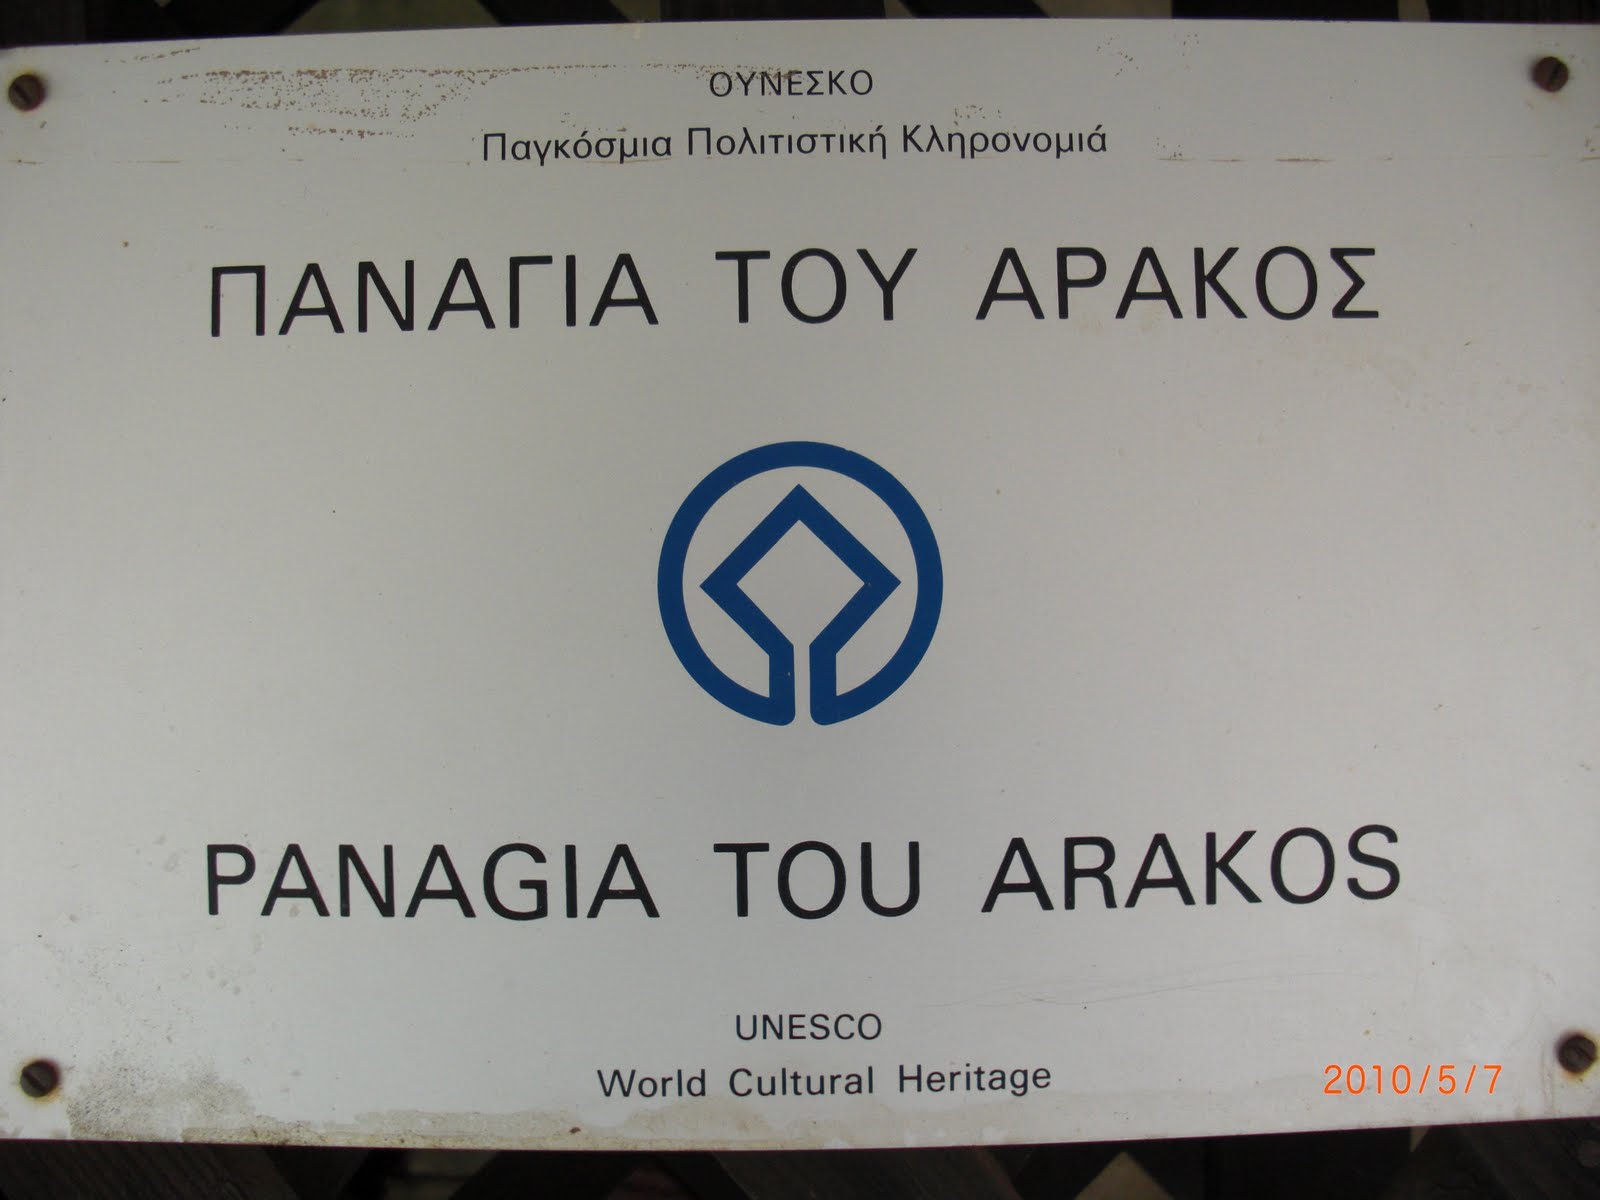 ΟΥΝΕΣΚΟ
Παγκόσμια Πολιτιστική Κληρονομιά
ΠΑΝΑΓΙΑ ΤΟΥ ΑΡΑΚΟΣ
PANAGIA TOU ARAKOS
UNESCO
World Cultural Heritage
2010/5/7